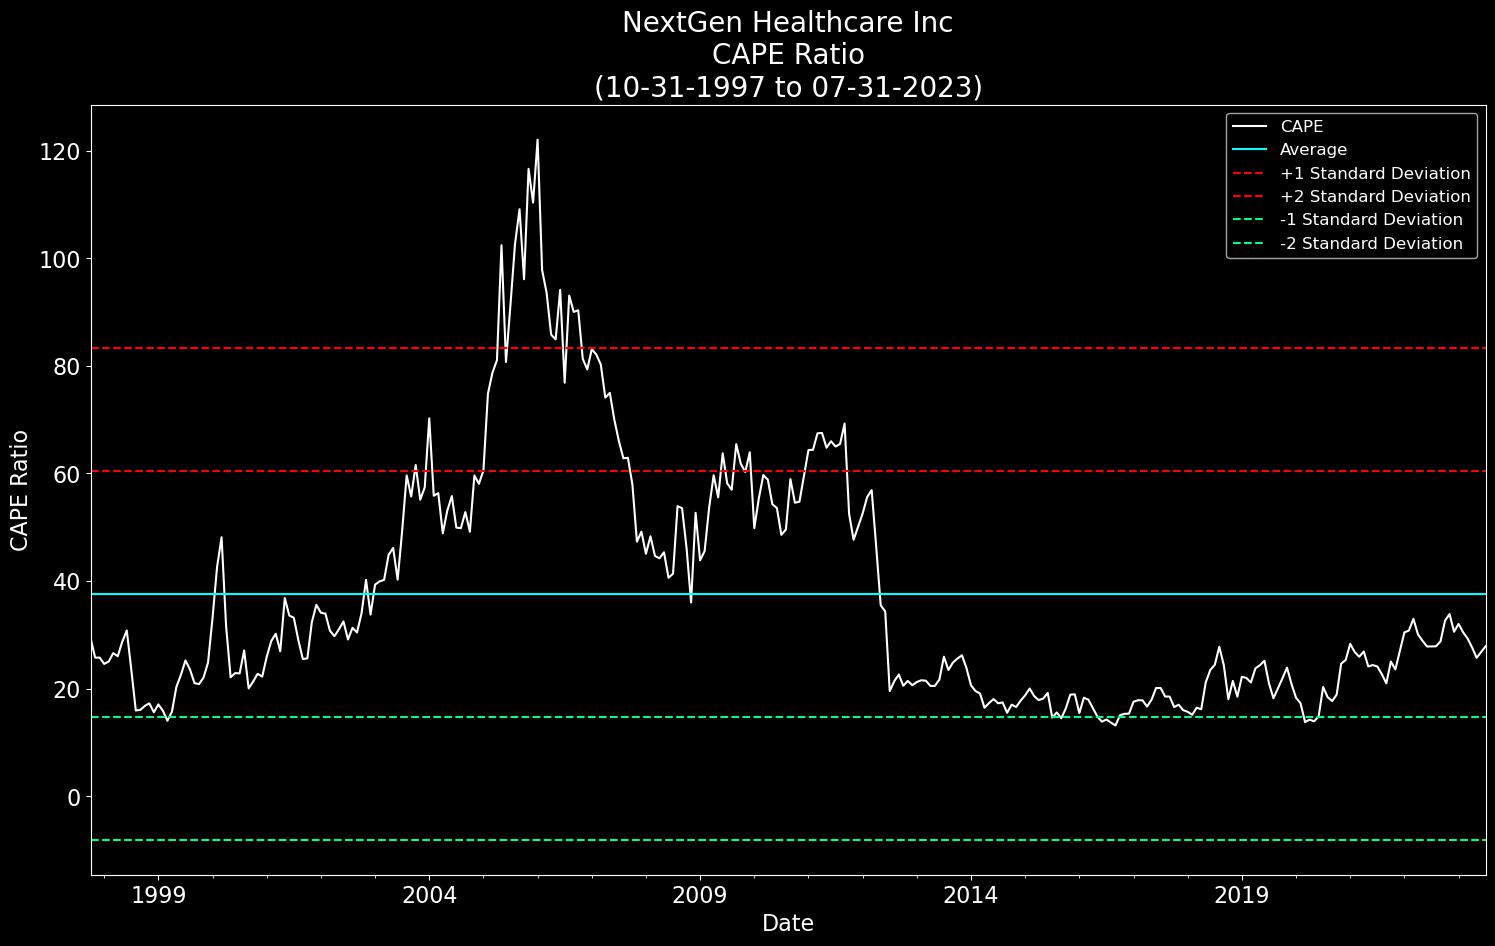 NextGen Healthcare Inc
CAPE Ratio
(10-31-1997 to 07-31-2023)
CAPE
Average
+1 Standard Deviation
+2 Standard Deviation
-1 Standard Deviation
-2 Standard Deviation
CAPE Ratio
120
100
80
60
40
20
0
1999
2004
2009
2014
2019
Date